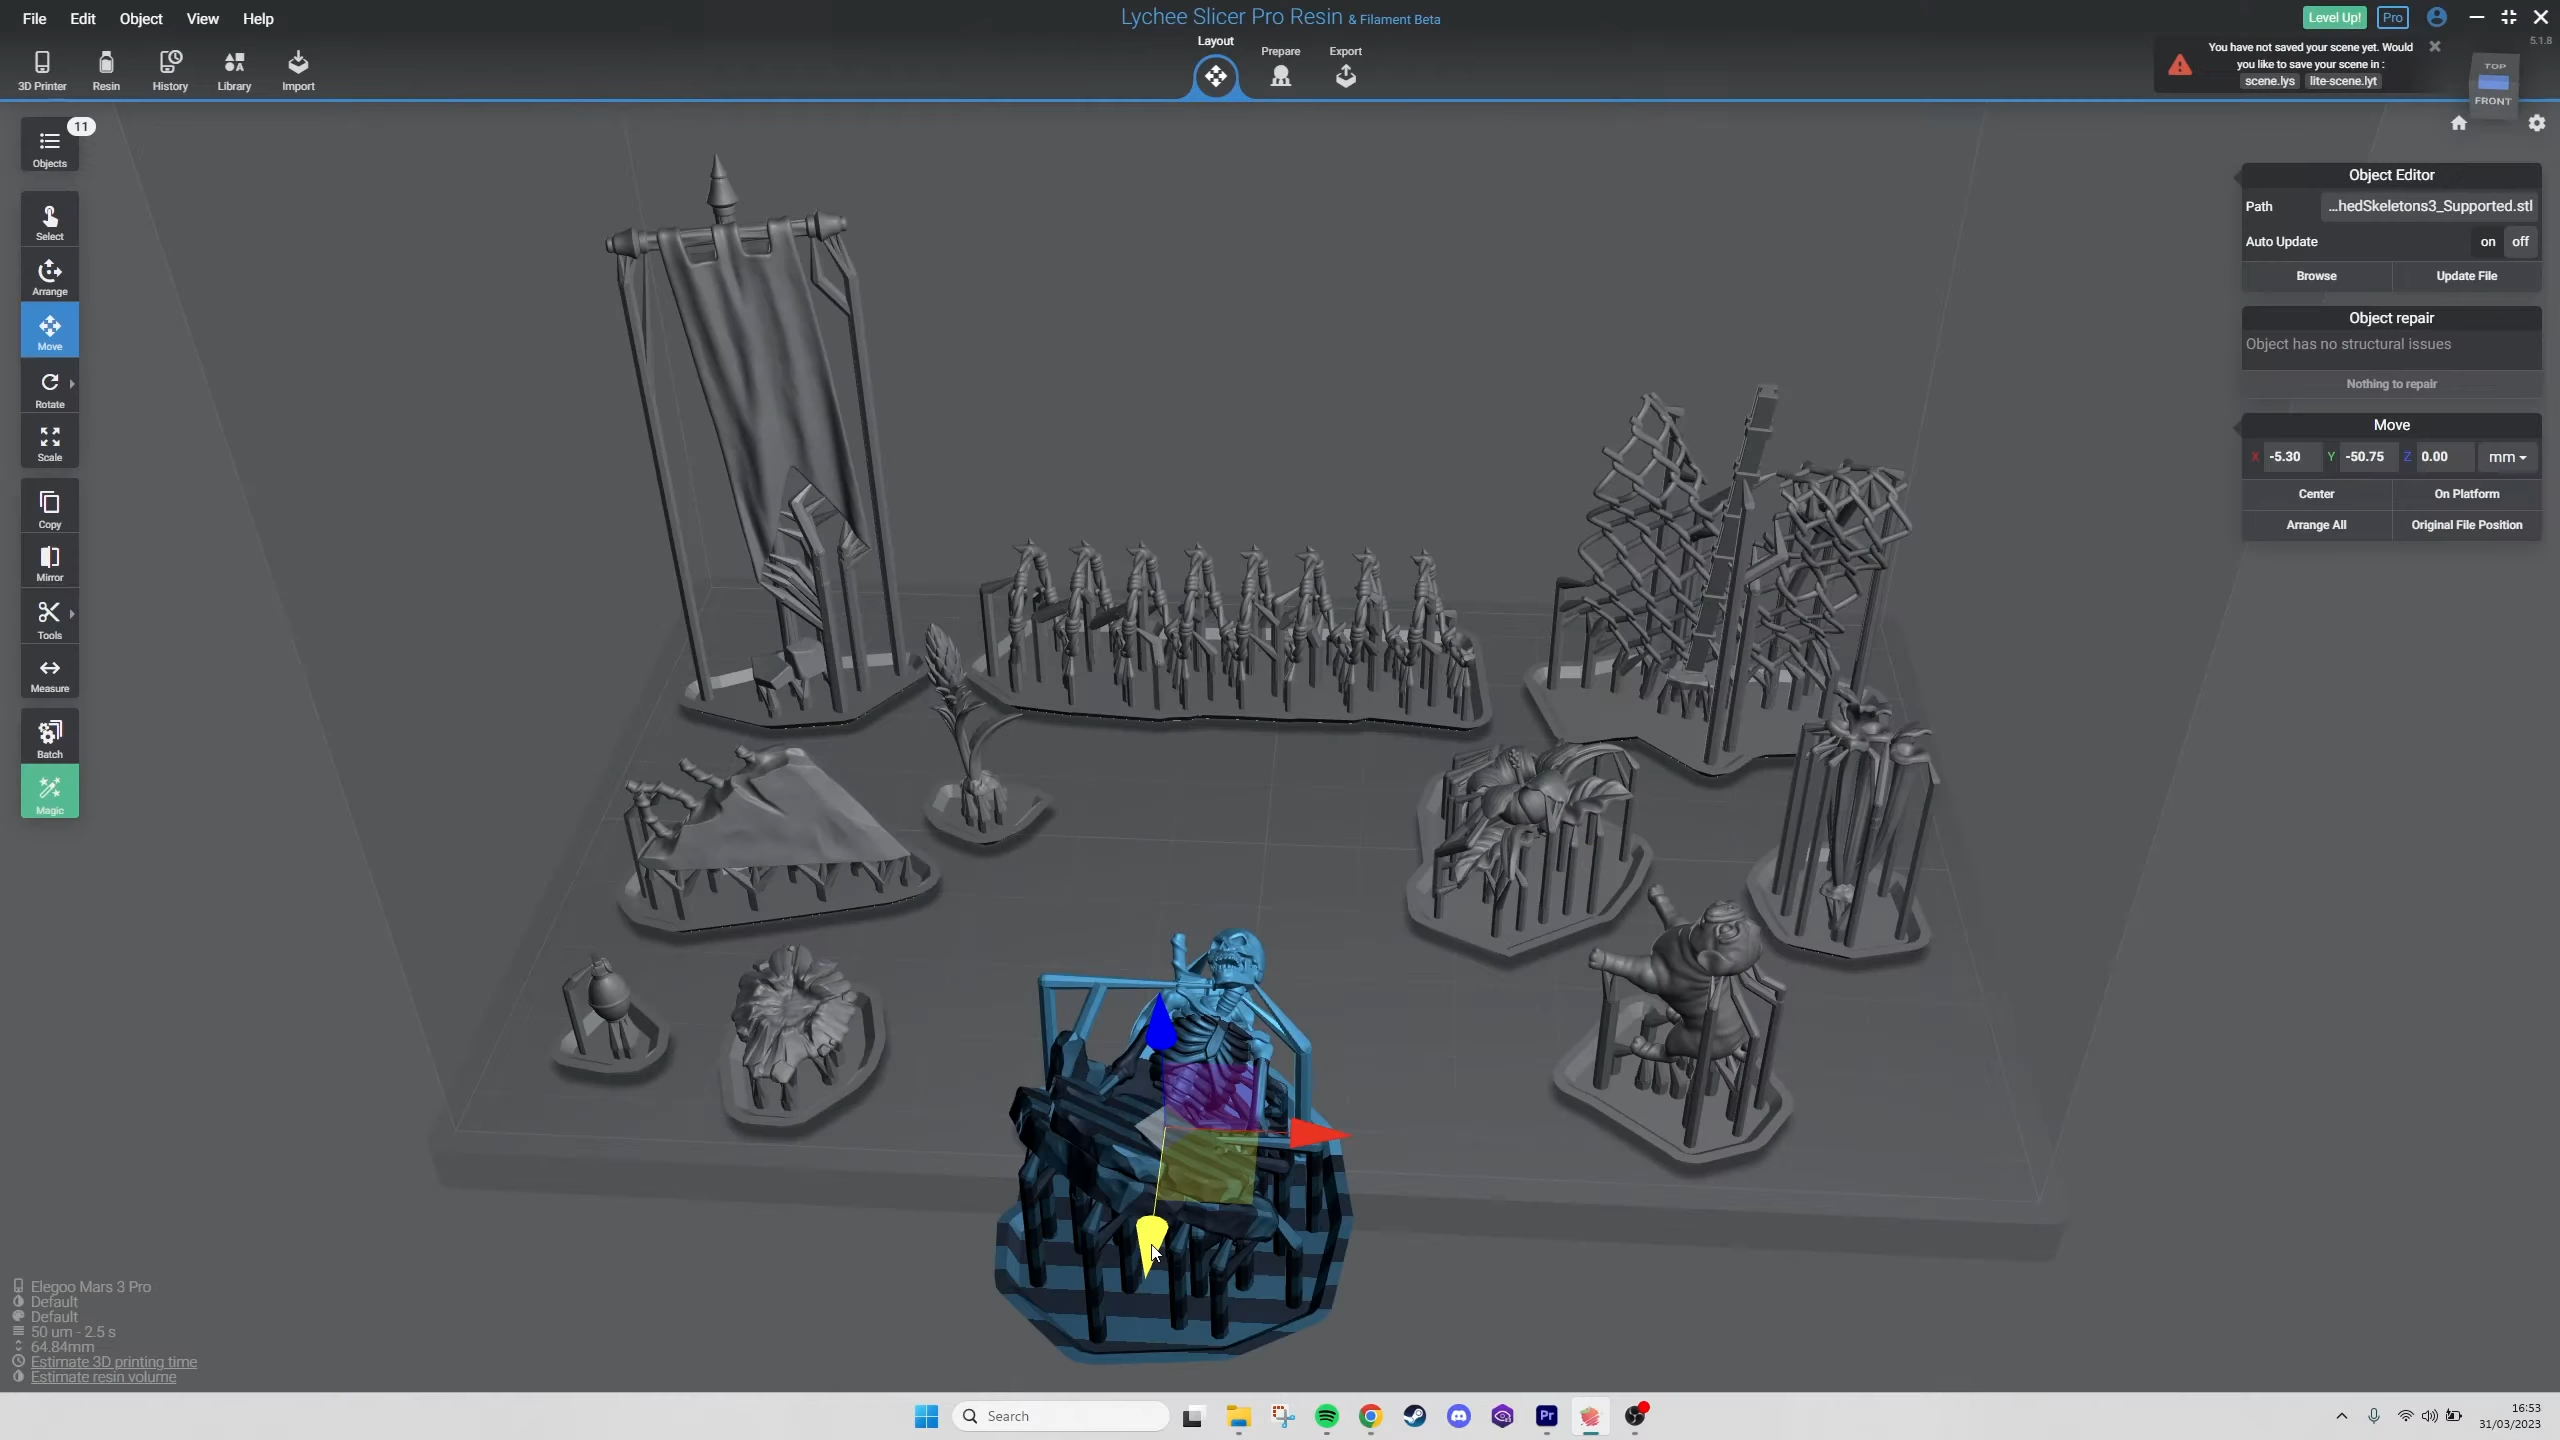 File Edit Object View Help
Lychee Slicer Pro Resin & Filament Beta
Level Up! Pro
5.1.8
3D Printer Resin History Library Import
Layout Prepare Export
You have not saved your scene yet. Would
you like to save your scene in :
scene.lys lite-scene.lyt
TOP
FRONT
11
Objects
Select
Arrange
Move
Rotate
Scale
Copy
Mirror
Tools
Measure
Batch
Magic
Object Editor
Path ...hedSkeletons3_Supported.stl
Auto Update on off
Browse Update File
Object repair
Object has no structural issues
Nothing to repair
Move
X -5.30 Y -50.75 Z 0.00 mm
Center On Platform
Arrange All Original File Position
Elegoo Mars 3 Pro
Default
Default
50 um - 2.5 s
64.84mm
Estimate 3D printing time
Estimate resin volume
Search
Pr
16:53
31/03/2023